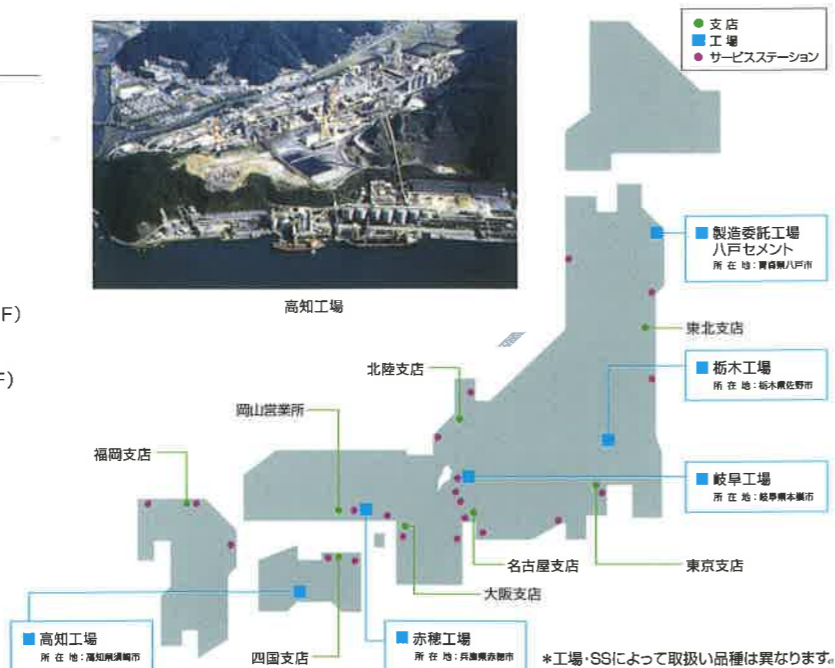 支店
工場
サービスステーション
高知工場
F)
F)
製造委託工場
八戸セメント
所在地:青森県八戸市
東北支店
北陸支店
栃木工場
所在地:栃木県佐野市
岡山営業所
福岡支店
岐阜工場
所在地:岐阜県本巣市
名古屋支店
東京支店
大阪支店
高知工場
所在地:高知県須崎市
四国支店
赤穂工場
所在地:兵庫県赤穂市
*工場・SSによって取扱い品種は異なります。